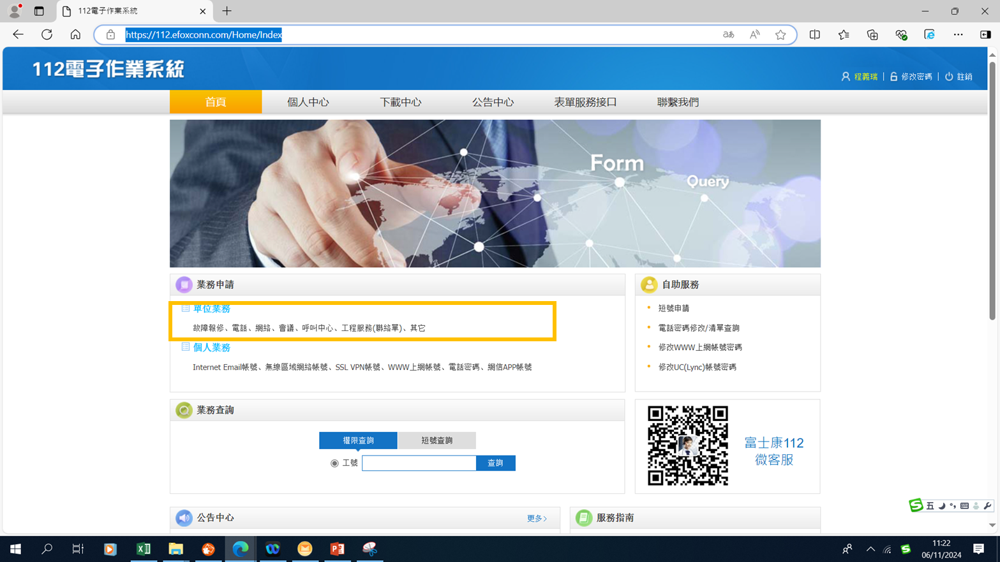 112電子作業系統
https://112.efoxconn.com/Home/Index
aあ
112電子作業系統
程義瑞 | 修改密碼 | 註銷
首頁 個人中心 下載中心 公告中心 表單服務接口 聯繫我們
Form
Query
業務申請
單位業務
故障報修、電話、網絡、會議、呼叫中心、工程服務(聯絡單)、其它
個人業務
Internet Email帳號、無線區域網絡帳號、SSL VPN帳號、WWW上網帳號、電話密碼、網信APP帳號
自助服務
短號申請
電話密碼修改/清單查詢
修改WWW上網帳號密碼
修改UC(Lync)帳號密碼
業務查詢
權限查詢 短號查詢
工號 查詢
富士康112
微客服
公告中心 更多>
服務指南
五
11:22
06/11/2024